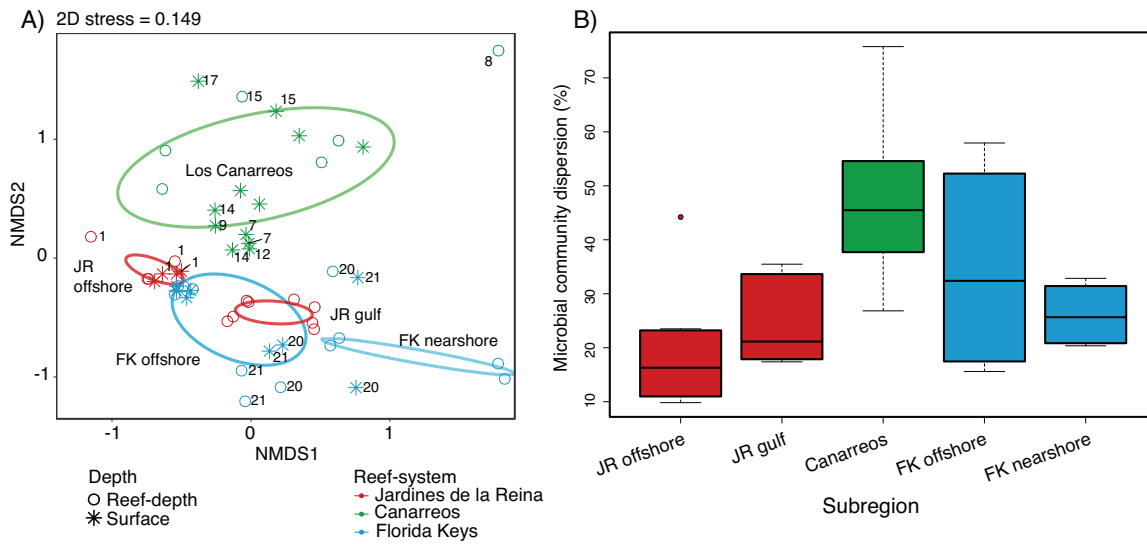 A) 2D stress = 0.149
8
17
15
15
1
Los Canarreos
14
9
7
7
14
12
0
-1
NMDS2
1
1
1
1
JR offshore
20
21
JR gulf
FK nearshore
FK offshore
20
21
21
20
20
21
-1
0
1
NMDS1
Depth
Reef-depth
Surface
Reef-system
Jardines de la Reina
Canarreos
Florida Keys
B)
Microbial community dispersion (%)
70
60
50
40
30
20
10
JR offshore
JR gulf
Canarreos
FK offshore
FK nearshore
Subregion